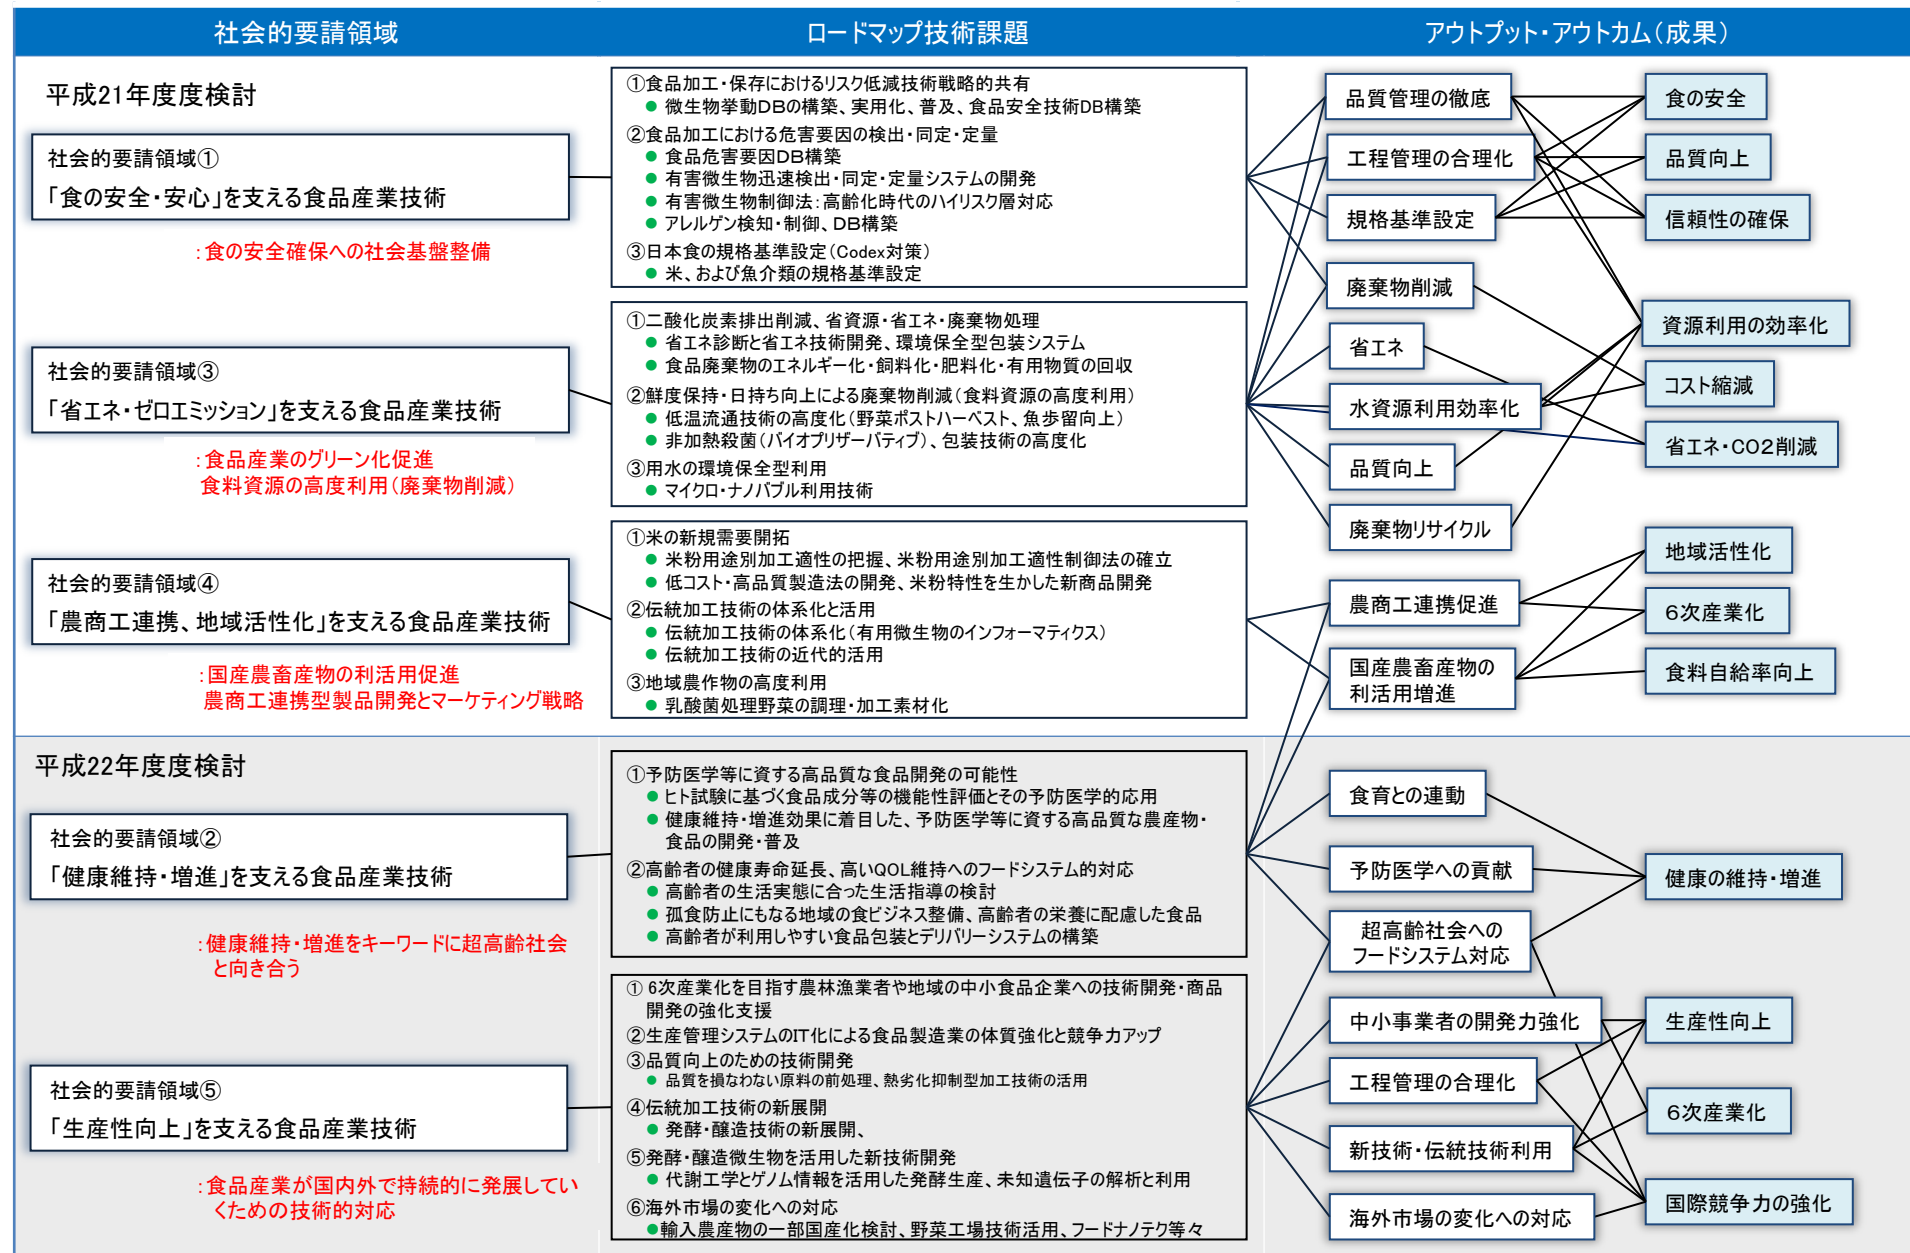 社会的要請領域
ロードマップ技術課題
アウトプット・アウトカム（成果）
平成21年度度検討
社会的要請領域①
「食の安全・安心」を支える食品産業技術
：食の安全確保への社会基盤整備
①食品加工・保存におけるリスク低減技術戦略的共有
● 微生物挙動DBの構築、実用化、普及、食品安全技術DB構築
②食品加工における危害要因の検出・同定・定量
● 食品危害要因DB構築
● 有害微生物迅速検出・同定・定量システムの開発
● 有害微生物制御法：高齢化時代のハイリスク層対応
● アレルゲン検知・制御、DB構築
③日本食の規格基準設定（Codex対策）
● 米、および魚介類の規格基準設定
社会的要請領域③
「省エネ・ゼロエミッション」を支える食品産業技術
：食品産業のグリーン化促進
食料資源の高度利用（廃棄物削減）
①二酸化炭素排出削減、省資源・省エネ・廃棄物処理
● 省エネ診断と省エネ技術開発、環境保全型包装システム
● 食品廃棄物のエネルギー化・飼料化・肥料化・有用物質の回収
②鮮度保持・日持ち向上による廃棄物削減（食料資源の高度利用）
● 低温流通技術の高度化（野菜ポストハーベスト、魚歩留向上）
● 非加熱殺菌（バイオプリザーバティブ）、包装技術の高度化
③用水の環境保全型利用
● マイクロ・ナノバブル利用技術
社会的要請領域④
「農商工連携、地域活性化」を支える食品産業技術
：国産農畜産物の利活用促進
農商工連携型製品開発とマーケティング戦略
①米の新規需要開拓
● 米粉用途別加工適性の把握、米粉用途別加工適性制御法の確立
● 低コスト・高品質製造法の開発、米粉特性を生かした新商品開発
②伝統加工技術の体系化と活用
● 伝統加工技術の体系化（有用微生物のインフォーマティクス）
● 伝統加工技術の近代的活用
③地域農作物の高度利用
● 乳酸菌処理野菜の調理・加工素材化
品質管理の徹底
工程管理の合理化
規格基準設定
廃棄物削減
省エネ
水資源利用効率化
品質向上
廃棄物リサイクル
農商工連携促進
国産農畜産物の
利活用増進
食の安全
品質向上
信頼性の確保
資源利用の効率化
コスト縮減
省エネ・CO2削減
地域活性化
6次産業化
食料自給率向上
平成22年度度検討
社会的要請領域②
「健康維持・増進」を支える食品産業技術
：健康維持・増進をキーワードに超高齢社会
と向き合う
①予防医学等に資する高品質な食品開発の可能性
● ヒト試験に基づく食品成分等の機能性評価とその予防医学的応用
● 健康維持・増進効果に着目した、予防医学等に資する高品質な農産物・
食品の開発・普及
②高齢者の健康寿命延長、高いQOL維持へのフードシステム的対応
● 高齢者の生活実態に合った生活指導の検討
● 孤食防止にもなる地域の食ビジネス整備、高齢者の栄養に配慮した食品
● 高齢者が利用しやすい食品包装とデリバリーシステムの構築
社会的要請領域⑤
「生産性向上」を支える食品産業技術
：食品産業が国内外で持続的に発展してい
くための技術的対応
① 6次産業化を目指す農林漁業者や地域の中小食品企業への技術開発・商品
開発の強化支援
②生産管理システムのIT化による食品製造業の体質強化と競争力アップ
③品質向上のための技術開発
● 品質を損なわない原料の前処理、熱劣化抑制型加工技術の活用
④伝統加工技術の新展開
● 発酵・醸造技術の新展開、
⑤発酵・醸造微生物を活用した新技術開発
● 代謝工学とゲノム情報を活用した発酵生産、未知遺伝子の解析と利用
⑥海外市場の変化への対応
●輸入農産物の一部国産化検討、野菜工場技術活用、フードナノテク等々
食育との連動
予防医学への貢献
超高齢社会への
フードシステム対応
中小事業者の開発力強化
工程管理の合理化
新技術・伝統技術利用
海外市場の変化への対応
健康の維持・増進
生産性向上
6次産業化
国際競争力の強化